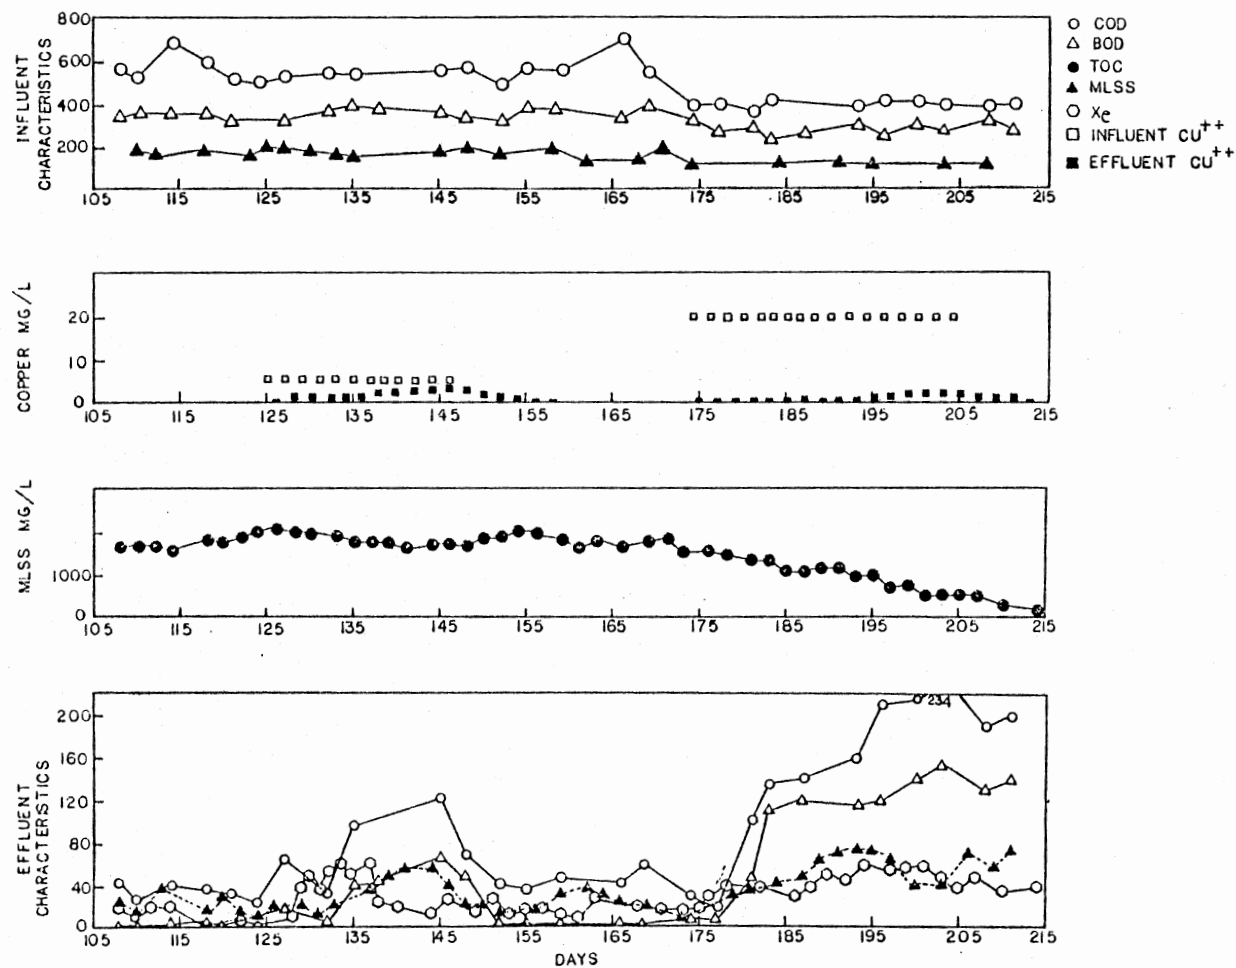 INFLUENT
CHARACTERISTICS
800
600
400
200
105 115 125 135 145 155 165 175 185 195 205 215
○ COD
△ BOD
● TOC
▲ MLSS
○ Xe
□ INFLUENT CU++
■ EFFLUENT CU++
COPPER MG/L
20
10
0
105 115 125 135 145 155 165 175 185 195 205 215
MLSS MG/L
1000
0
105 115 125 135 145 155 165 175 185 195 205 215
EFFLUENT
CHARACTERISTICS
200
160
120
80
40
0
234
105 115 125 135 145 155 165 175 185 195 205 215
DAYS